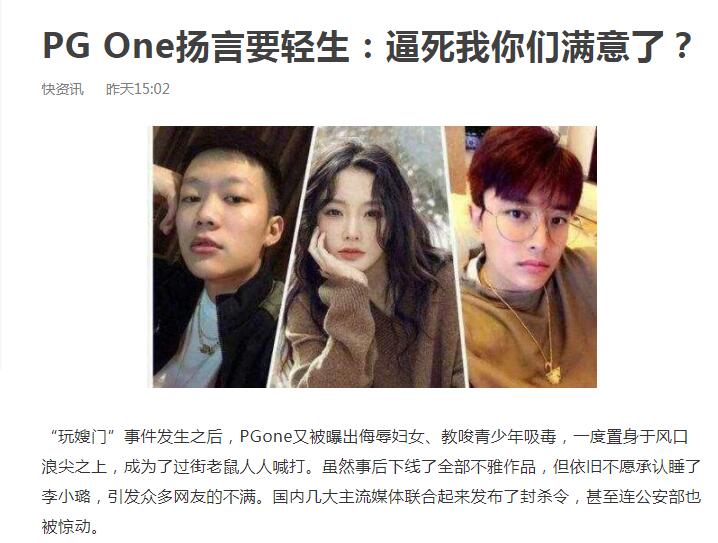 PG One扬言要轻生：逼死我你们满意了？
快资讯 昨天15:02
“玩嫂门”事件发生之后，PGone又被曝出侮辱妇女、教唆青少年吸毒，一度置身于风口
浪尖之上，成为了过街老鼠人人喊打。虽然事后下线了全部不雅作品，但依旧不愿承认睡了
李小璐，引发众多网友的不满。国内几大主流媒体联合起来发布了封杀令，甚至连公安部也
被惊动。